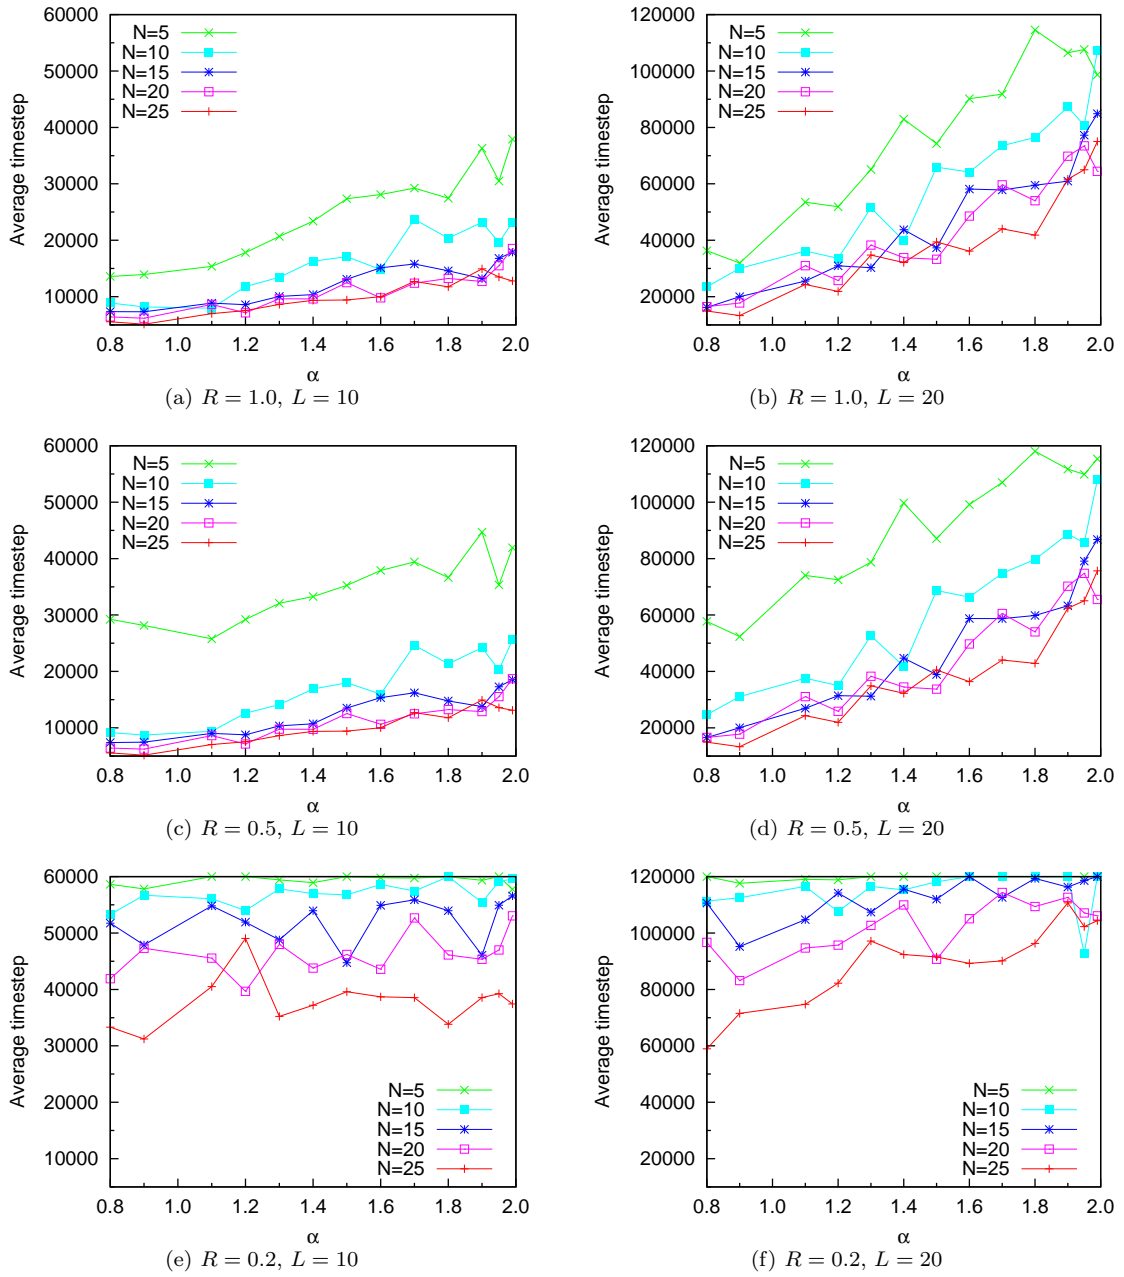 60000
50000
40000
30000
20000
10000
Average timestep
N=5
N=10
N=15
N=20
N=25
0.8 1.0 1.2 1.4 1.6 1.8 2.0
α
(a) R = 1.0, L = 10
120000
100000
80000
60000
40000
20000
Average timestep
N=5
N=10
N=15
N=20
N=25
0.8 1.0 1.2 1.4 1.6 1.8 2.0
α
(b) R = 1.0, L = 20
60000
50000
40000
30000
20000
10000
Average timestep
N=5
N=10
N=15
N=20
N=25
0.8 1.0 1.2 1.4 1.6 1.8 2.0
α
(c) R = 0.5, L = 10
120000
100000
80000
60000
40000
20000
Average timestep
N=5
N=10
N=15
N=20
N=25
0.8 1.0 1.2 1.4 1.6 1.8 2.0
α
(d) R = 0.5, L = 20
60000
50000
40000
30000
20000
10000
Average timestep
N=5
N=10
N=15
N=20
N=25
0.8 1.0 1.2 1.4 1.6 1.8 2.0
α
(e) R = 0.2, L = 10
120000
100000
80000
60000
40000
20000
Average timestep
N=5
N=10
N=15
N=20
N=25
0.8 1.0 1.2 1.4 1.6 1.8 2.0
α
(f) R = 0.2, L = 20